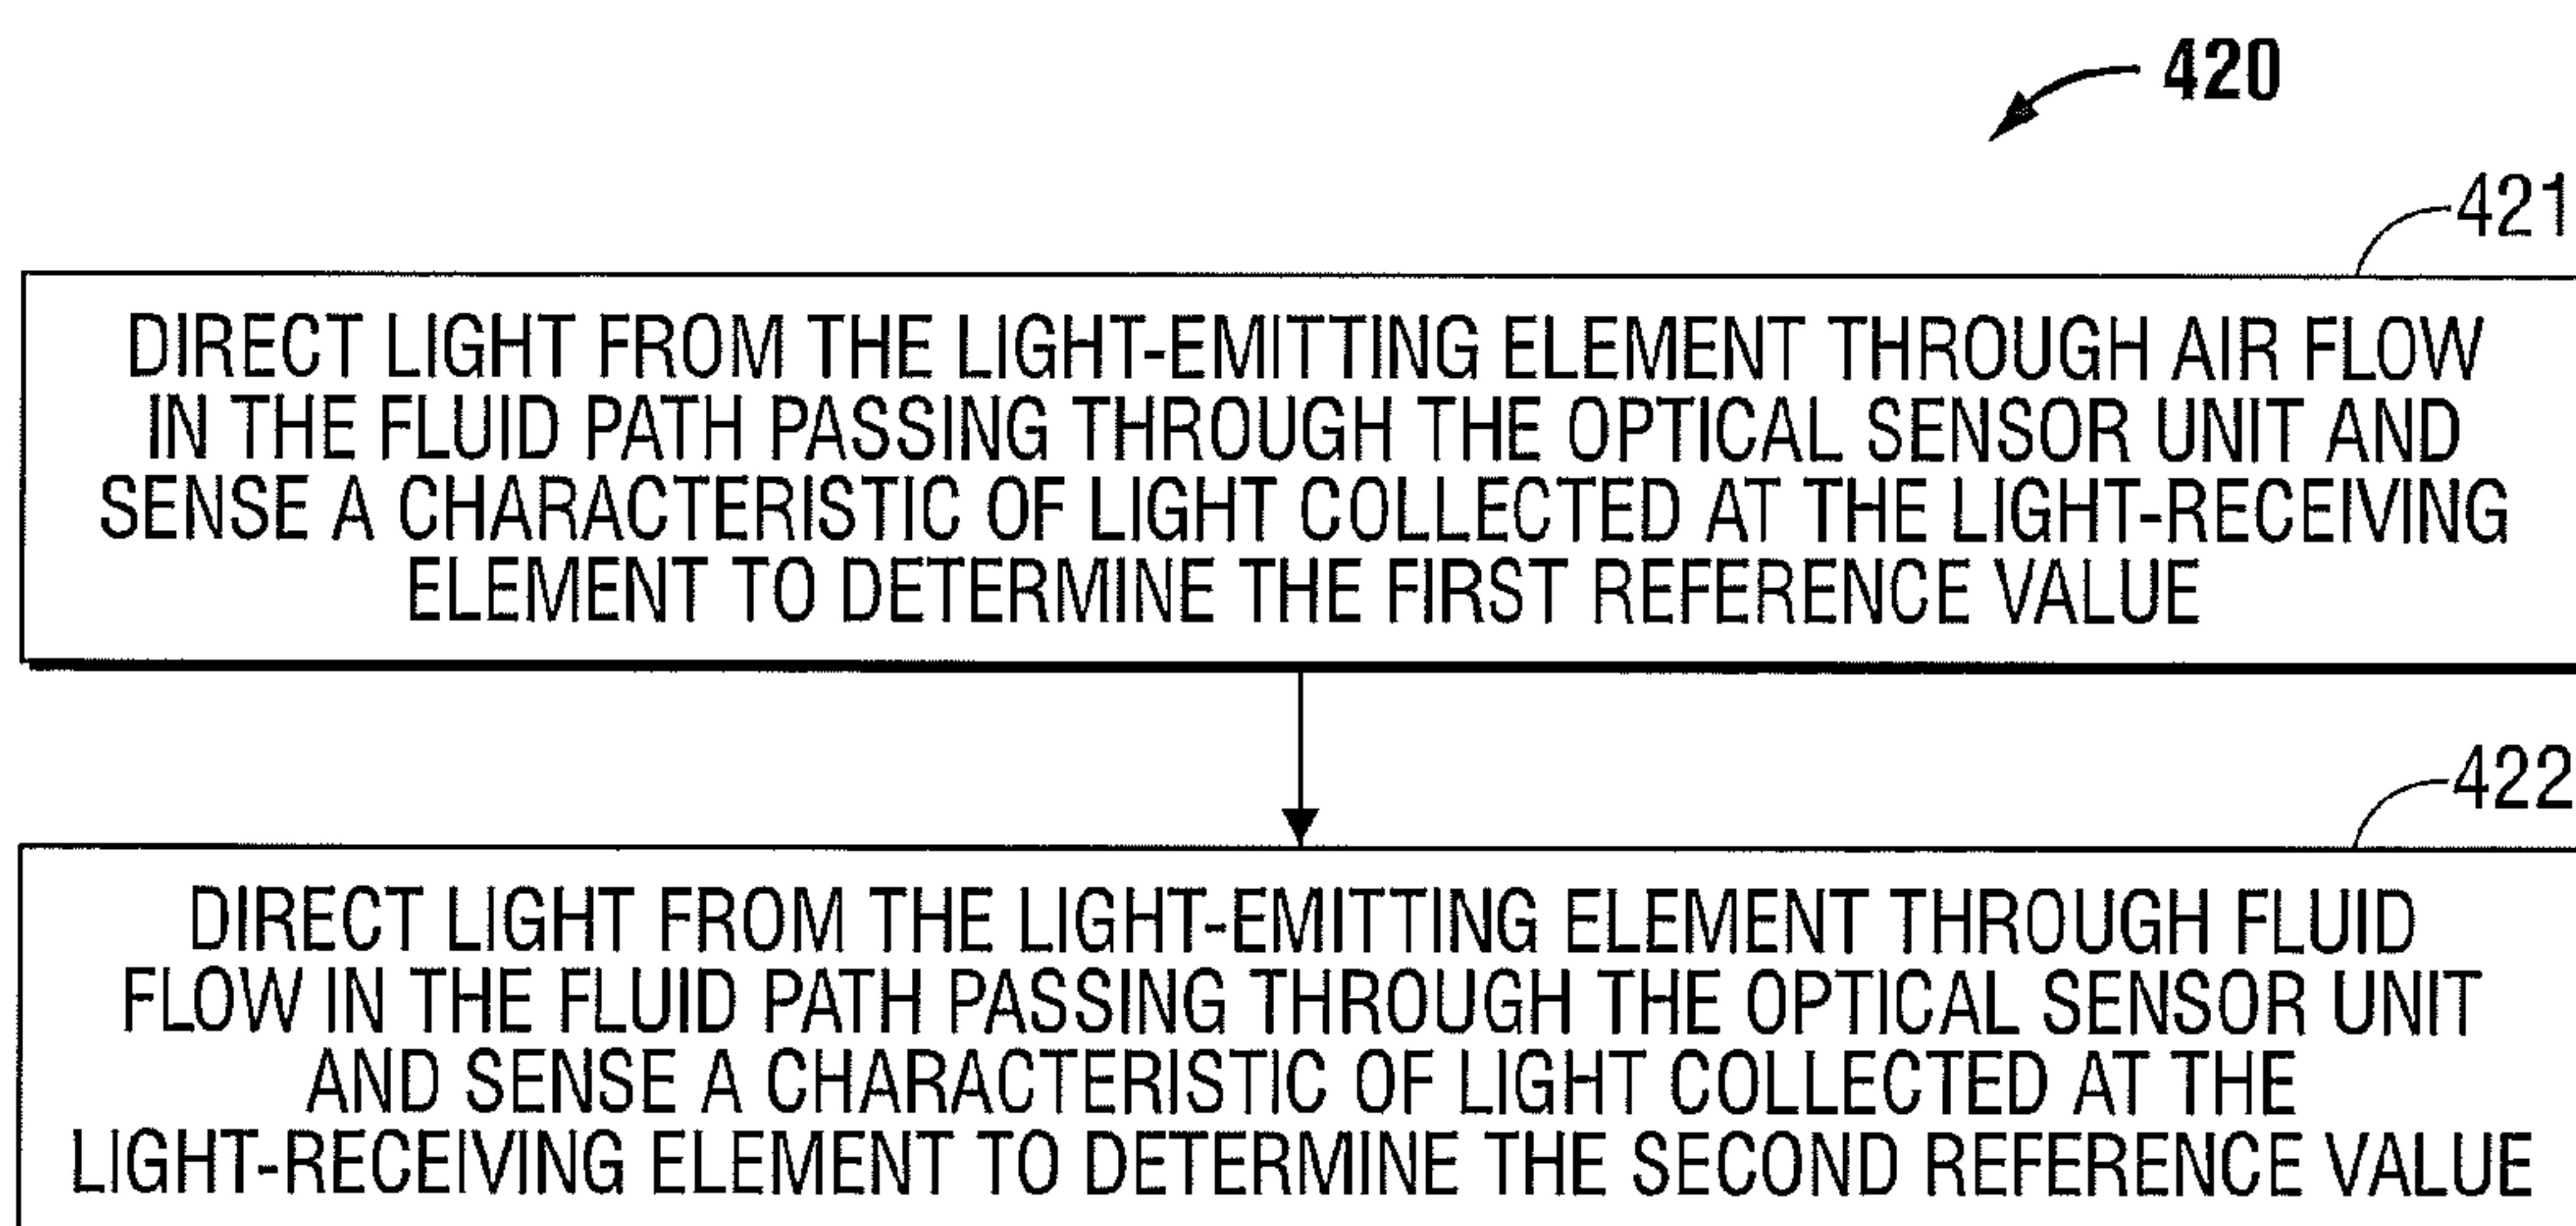 420
421
DIRECT LIGHT FROM THE LIGHT-EMITTING ELEMENT THROUGH AIR FLOW
IN THE FLUID PATH PASSING THROUGH THE OPTICAL SENSOR UNIT AND
SENSE A CHARACTERISTIC OF LIGHT COLLECTED AT THE LIGHT-RECEIVING
ELEMENT TO DETERMINE THE FIRST REFERENCE VALUE
422
DIRECT LIGHT FROM THE LIGHT-EMITTING ELEMENT THROUGH FLUID
FLOW IN THE FLUID PATH PASSING THROUGH THE OPTICAL SENSOR UNIT
AND SENSE A CHARACTERISTIC OF LIGHT COLLECTED AT THE
LIGHT-RECEIVING ELEMENT TO DETERMINE THE SECOND REFERENCE VALUE